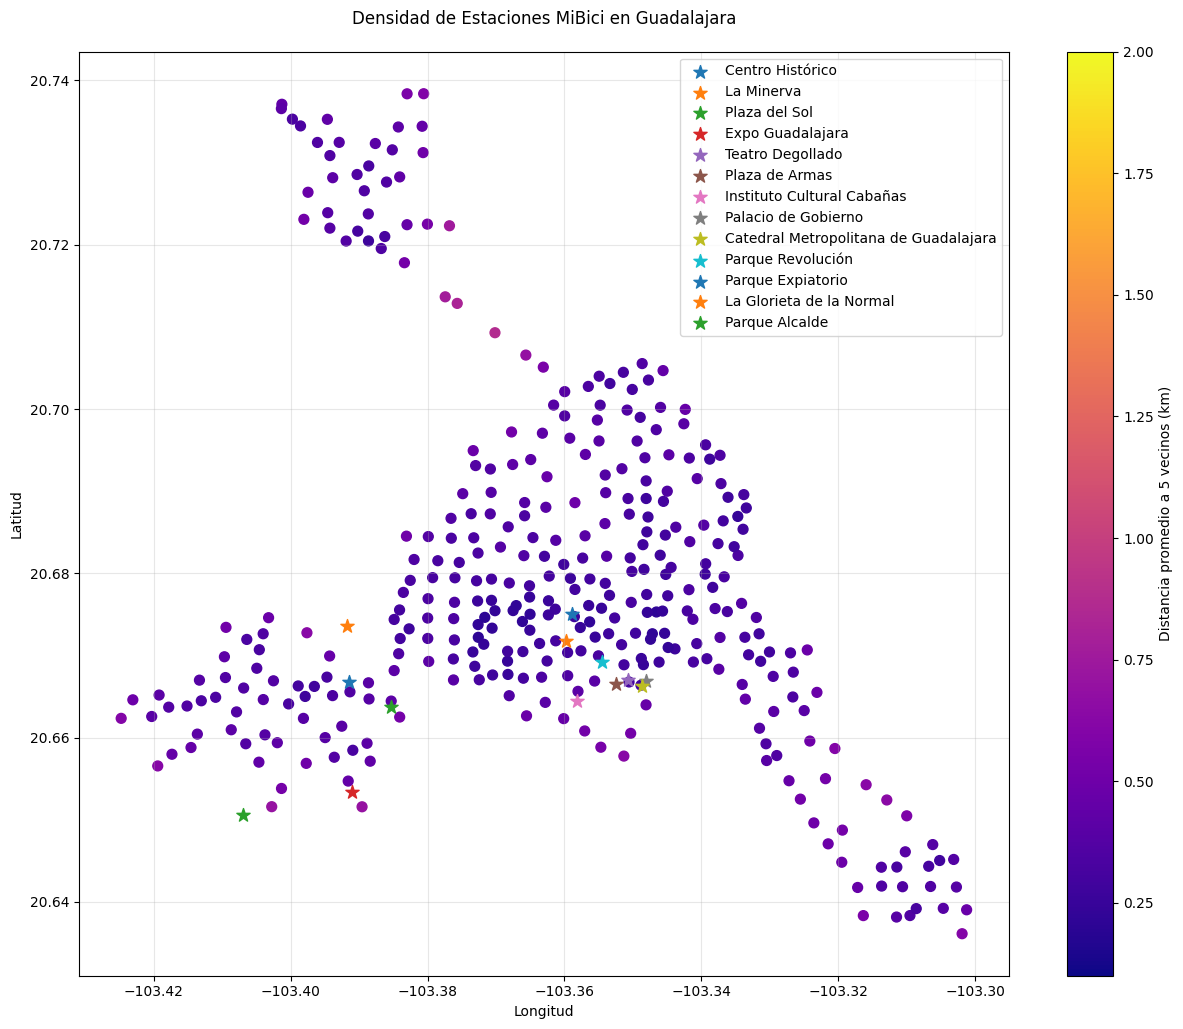 Densidad de Estaciones MiBici en Guadalajara
Centro Histórico
La Minerva
Plaza del Sol
Expo Guadalajara
Teatro Degollado
Plaza de Armas
Instituto Cultural Cabañas
Palacio de Gobierno
Catedral Metropolitana de Guadalajara
Parque Revolución
Parque Expiatorio
La Glorieta de la Normal
Parque Alcalde
20.74
20.72
20.70
20.68
20.66
20.64
Latitud
−103.42
−103.40
−103.38
−103.36
−103.34
−103.32
−103.30
Longitud
2.00
1.75
1.50
1.25
1.00
0.75
0.50
0.25
Distancia promedio a 5 vecinos (km)